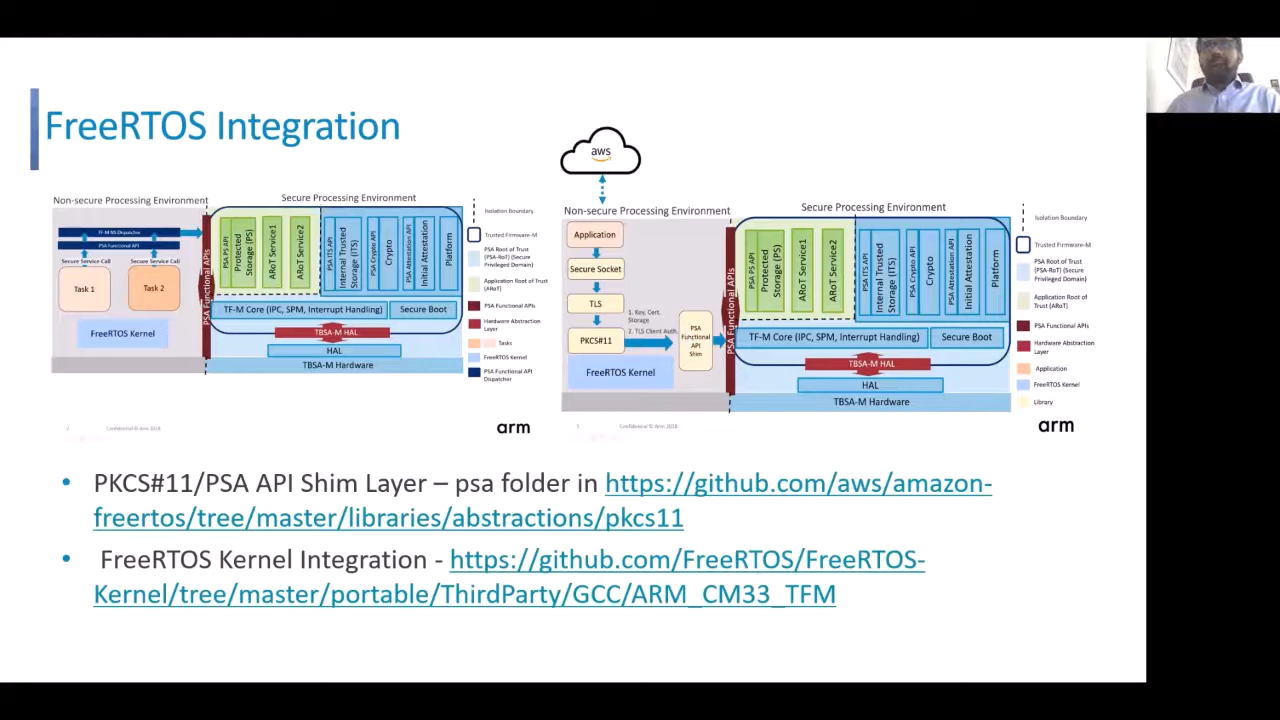 FreeRTOS Integration
aws
Non-secure Processing Environment
Secure Processing Environment
TF-M NS Dispatcher
PSA Functional API
Secure Service Call
Secure Service Call
Task 1
Task 2
FreeRTOS Kernel
PSA Functional APIs
PSA PS API
Protected Storage (PS)
ARoT Service1
ARoT Service2
PSA ITS API
Internal Trusted Storage (ITS)
PSA Crypto API
Crypto
PSA Attestation API
Initial Attestation
Platform
TF-M Core (IPC, SPM, Interrupt Handling)
Secure Boot
TBSA-M HAL
HAL
TBSA-M Hardware
Isolation Boundary
Trusted Firmware-M
PSA Root of Trust
(PSA-RoT) (Secure
Privileged Domain)
Application Root of Trust
(ARoT)
PSA Functional APIs
Hardware Abstraction
Layer
Tasks
FreeRTOS Kernel
PSA Functional API
Dispatcher
Confidential © Arm 2018
arm
Non-secure Processing Environment
Secure Processing Environment
Application
Secure Socket
TLS
PKCS#11
1. Key, Cert.
Storage
2. TLS Client Auth.
PSA
Functional
API
Shim
FreeRTOS Kernel
PSA Functional APIs
PSA PS API
Protected Storage (PS)
ARoT Service1
ARoT Service2
PSA ITS API
Internal Trusted Storage (ITS)
PSA Crypto API
Crypto
PSA Attestation API
Initial Attestation
Platform
TF-M Core (IPC, SPM, Interrupt Handling)
Secure Boot
TBSA-M HAL
HAL
TBSA-M Hardware
Isolation Boundary
Trusted Firmware-M
PSA Root of Trust
(PSA-RoT) (Secure
Privileged Domain)
Application Root of
Trust (ARoT)
PSA Functional APIs
Hardware Abstraction
Layer
Application
FreeRTOS Kernel
Library
Confidential © Arm 2018
arm
• PKCS#11/PSA API Shim Layer – psa folder in https://github.com/aws/amazon-
freertos/tree/master/libraries/abstractions/pkcs11
• FreeRTOS Kernel Integration - https://github.com/FreeRTOS/FreeRTOS-
Kernel/tree/master/portable/ThirdParty/GCC/ARM_CM33_TFM